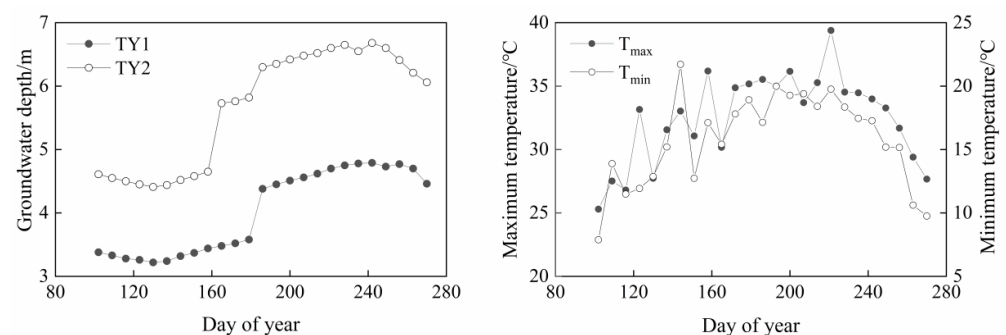 7
6
5
4
3
Groundwater depth/m
TY1
TY2
80 120 160 200 240 280
Day of year
40
35
30
25
20
Maximum temperature/°C
Tmax
Tmin
25
20
15
10
5
Minimum temperature/°C
80 120 160 200 240 280
Day of year